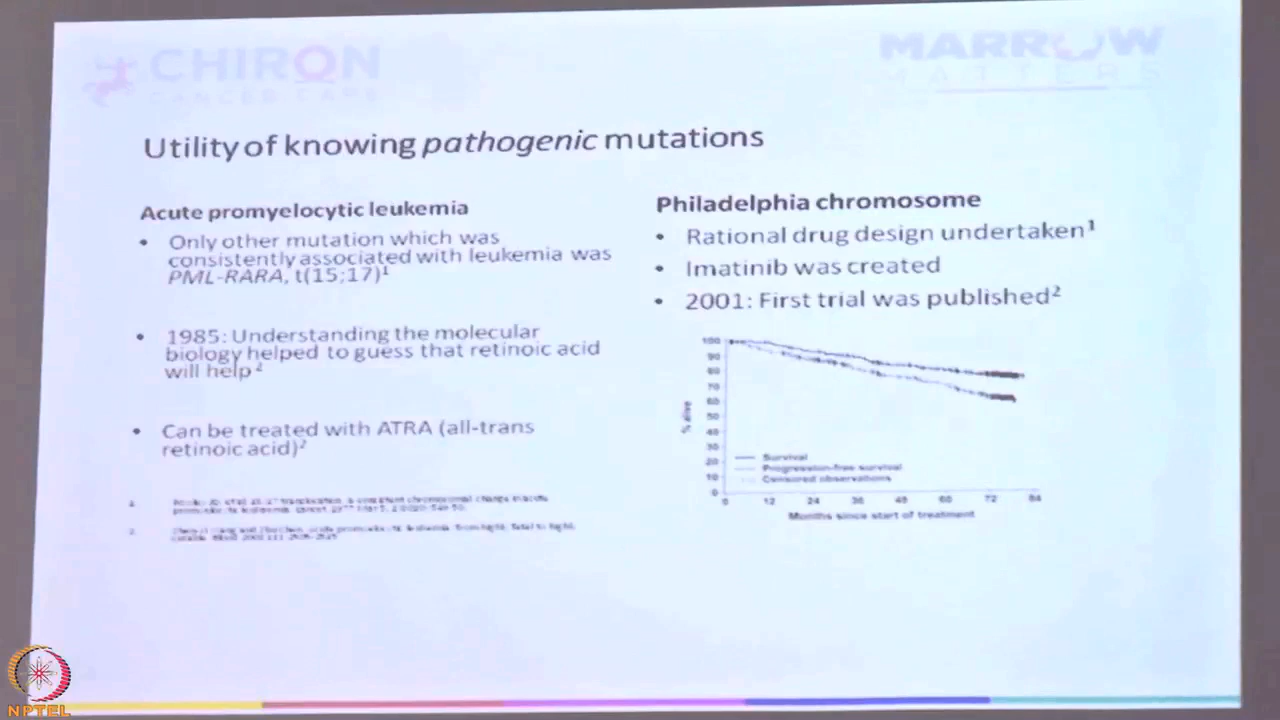 CHIRON
CANCER CARE
MARROW
MATTERS
Utility of knowing pathogenic mutations
Acute promyelocytic leukemia
• Only other mutation which was
consistently associated with leukemia was
PML-RARA, t(15;17)1
• 1985: Understanding the molecular
biology helped to guess that retinoic acid
will help2
• Can be treated with ATRA (all-trans
retinoic acid)2
Philadelphia chromosome
• Rational drug design undertaken1
• Imatinib was created
• 2001: First trial was published2
100
90
80
70
60
50
40
30
20
10
0
% alive
Survival
Progression-free survival
Censored observations
0 12 24 36 48 60 72 84
Months since start of treatment
NPTEL